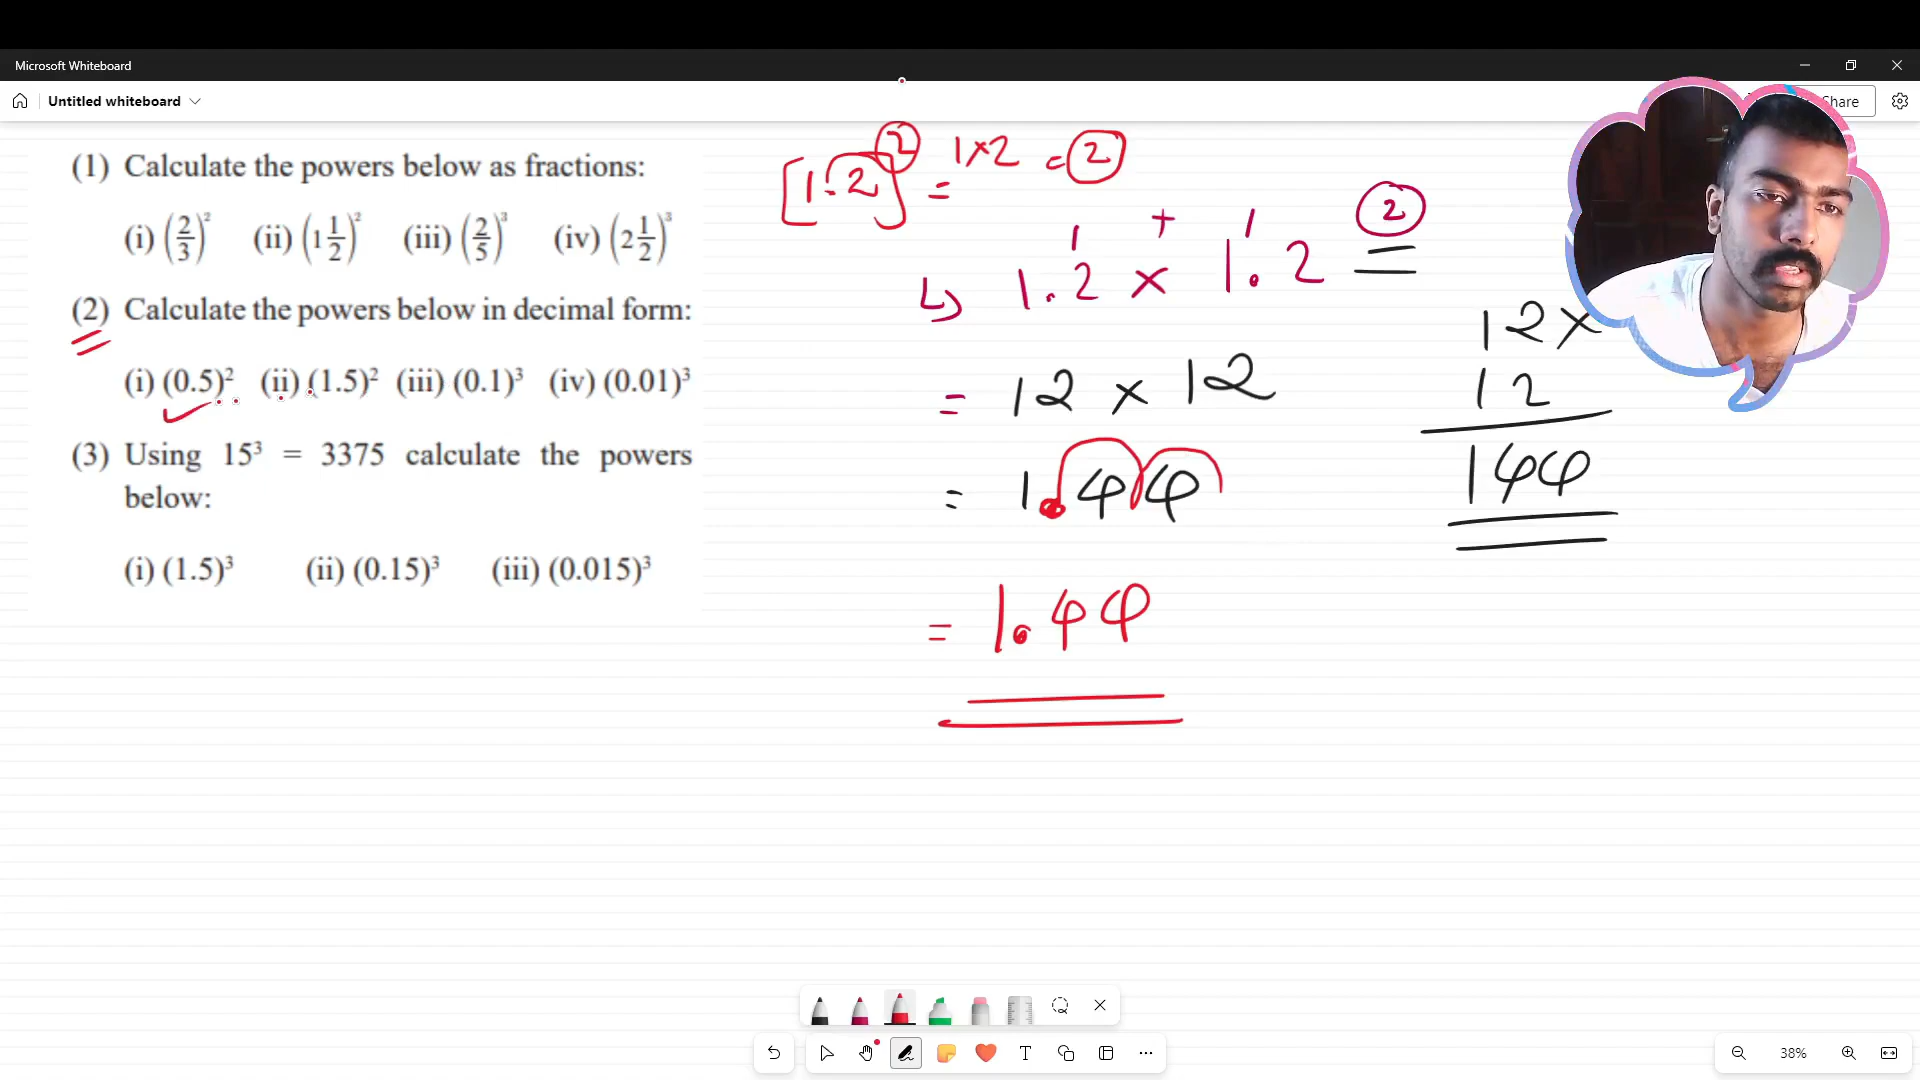 Microsoft Whiteboard
Untitled whiteboard
Share
(1) Calculate the powers below as fractions:
(i) (2/3)² (ii) (1 1/2)² (iii) (2/5)³ (iv) (2 1/2)³
(2) Calculate the powers below in decimal form:
(i) (0.5)² (ii) (1.5)² (iii) (0.1)³ (iv) (0.01)³
(3) Using 15³ = 3375 calculate the powers
below:
(i) (1.5)³ (ii) (0.15)³ (iii) (0.015)³
[1.2]² = 1×2 = 2
1 + 1 2
↳ 1.2 × 1.2 =
= 12 × 12
= 1.44
= 1.44
12×
12
144
T
38%